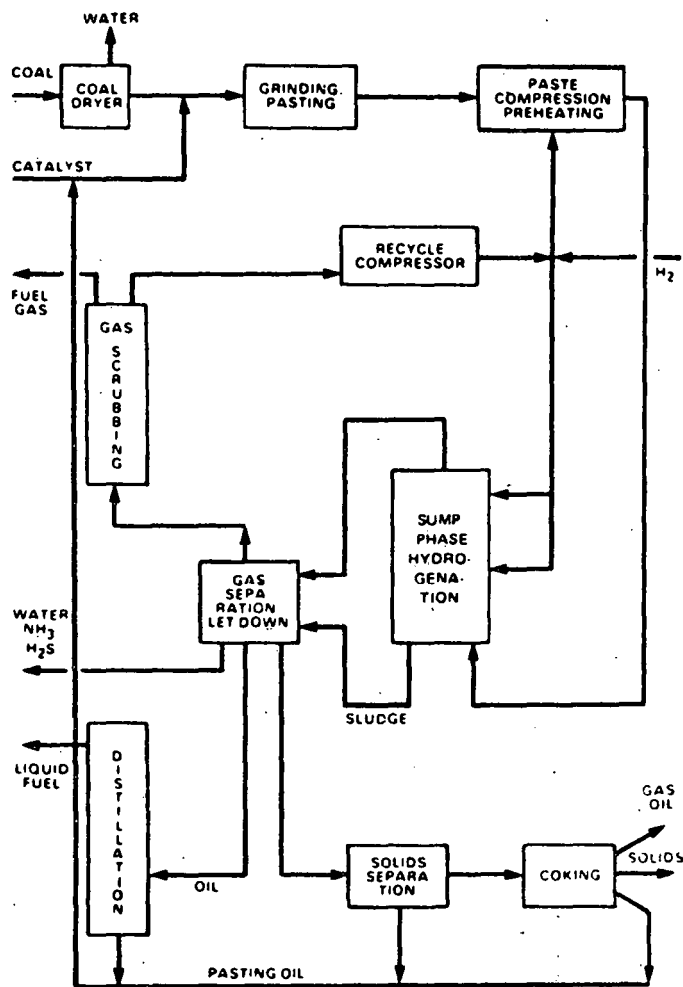 WATER
COAL
COAL
DRYER
GRINDING.
PASTING
PASTE
COMPRESSION
PREHEATING
CATALYST
RECYCLE
COMPRESSOR
H2
FUEL
GAS
GAS
SCRUBBING
SUMP
PHASE
HYDRO-
GENA-
TION
GAS
SEPA
RATION
LET DOWN
WATER
NH3
H2S
SLUDGE
LIQUID
FUEL
DISTILLATION
OIL
SOLIDS
SEPARA
TION
COKING
GAS
OIL
SOLIDS
PASTING OIL